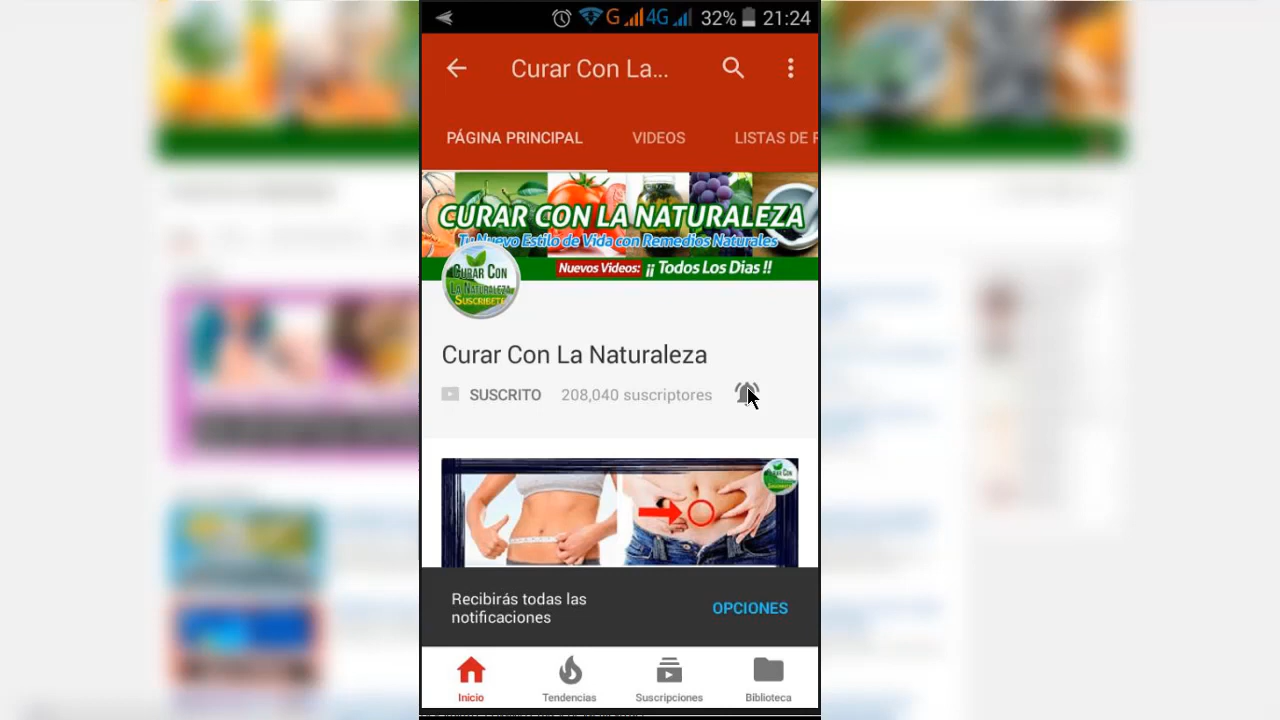 G 4G 32% 21:24
Curar Con La...
PÁGINA PRINCIPAL VIDEOS LISTAS DE
CURAR CON LA NATURALEZA
Tu Nuevo Estilo de Vida con Remedios Naturales
Nuevos Videos: ¡¡ Todos Los Dias !!
CURAR CON
LA NATURALEZA
SUSCRIBETE
Curar Con La Naturaleza
SUSCRITO 208,040 suscriptores
CURAR CON
Recibirás todas las
notificaciones
OPCIONES
Inicio Tendencias Suscripciones Biblioteca